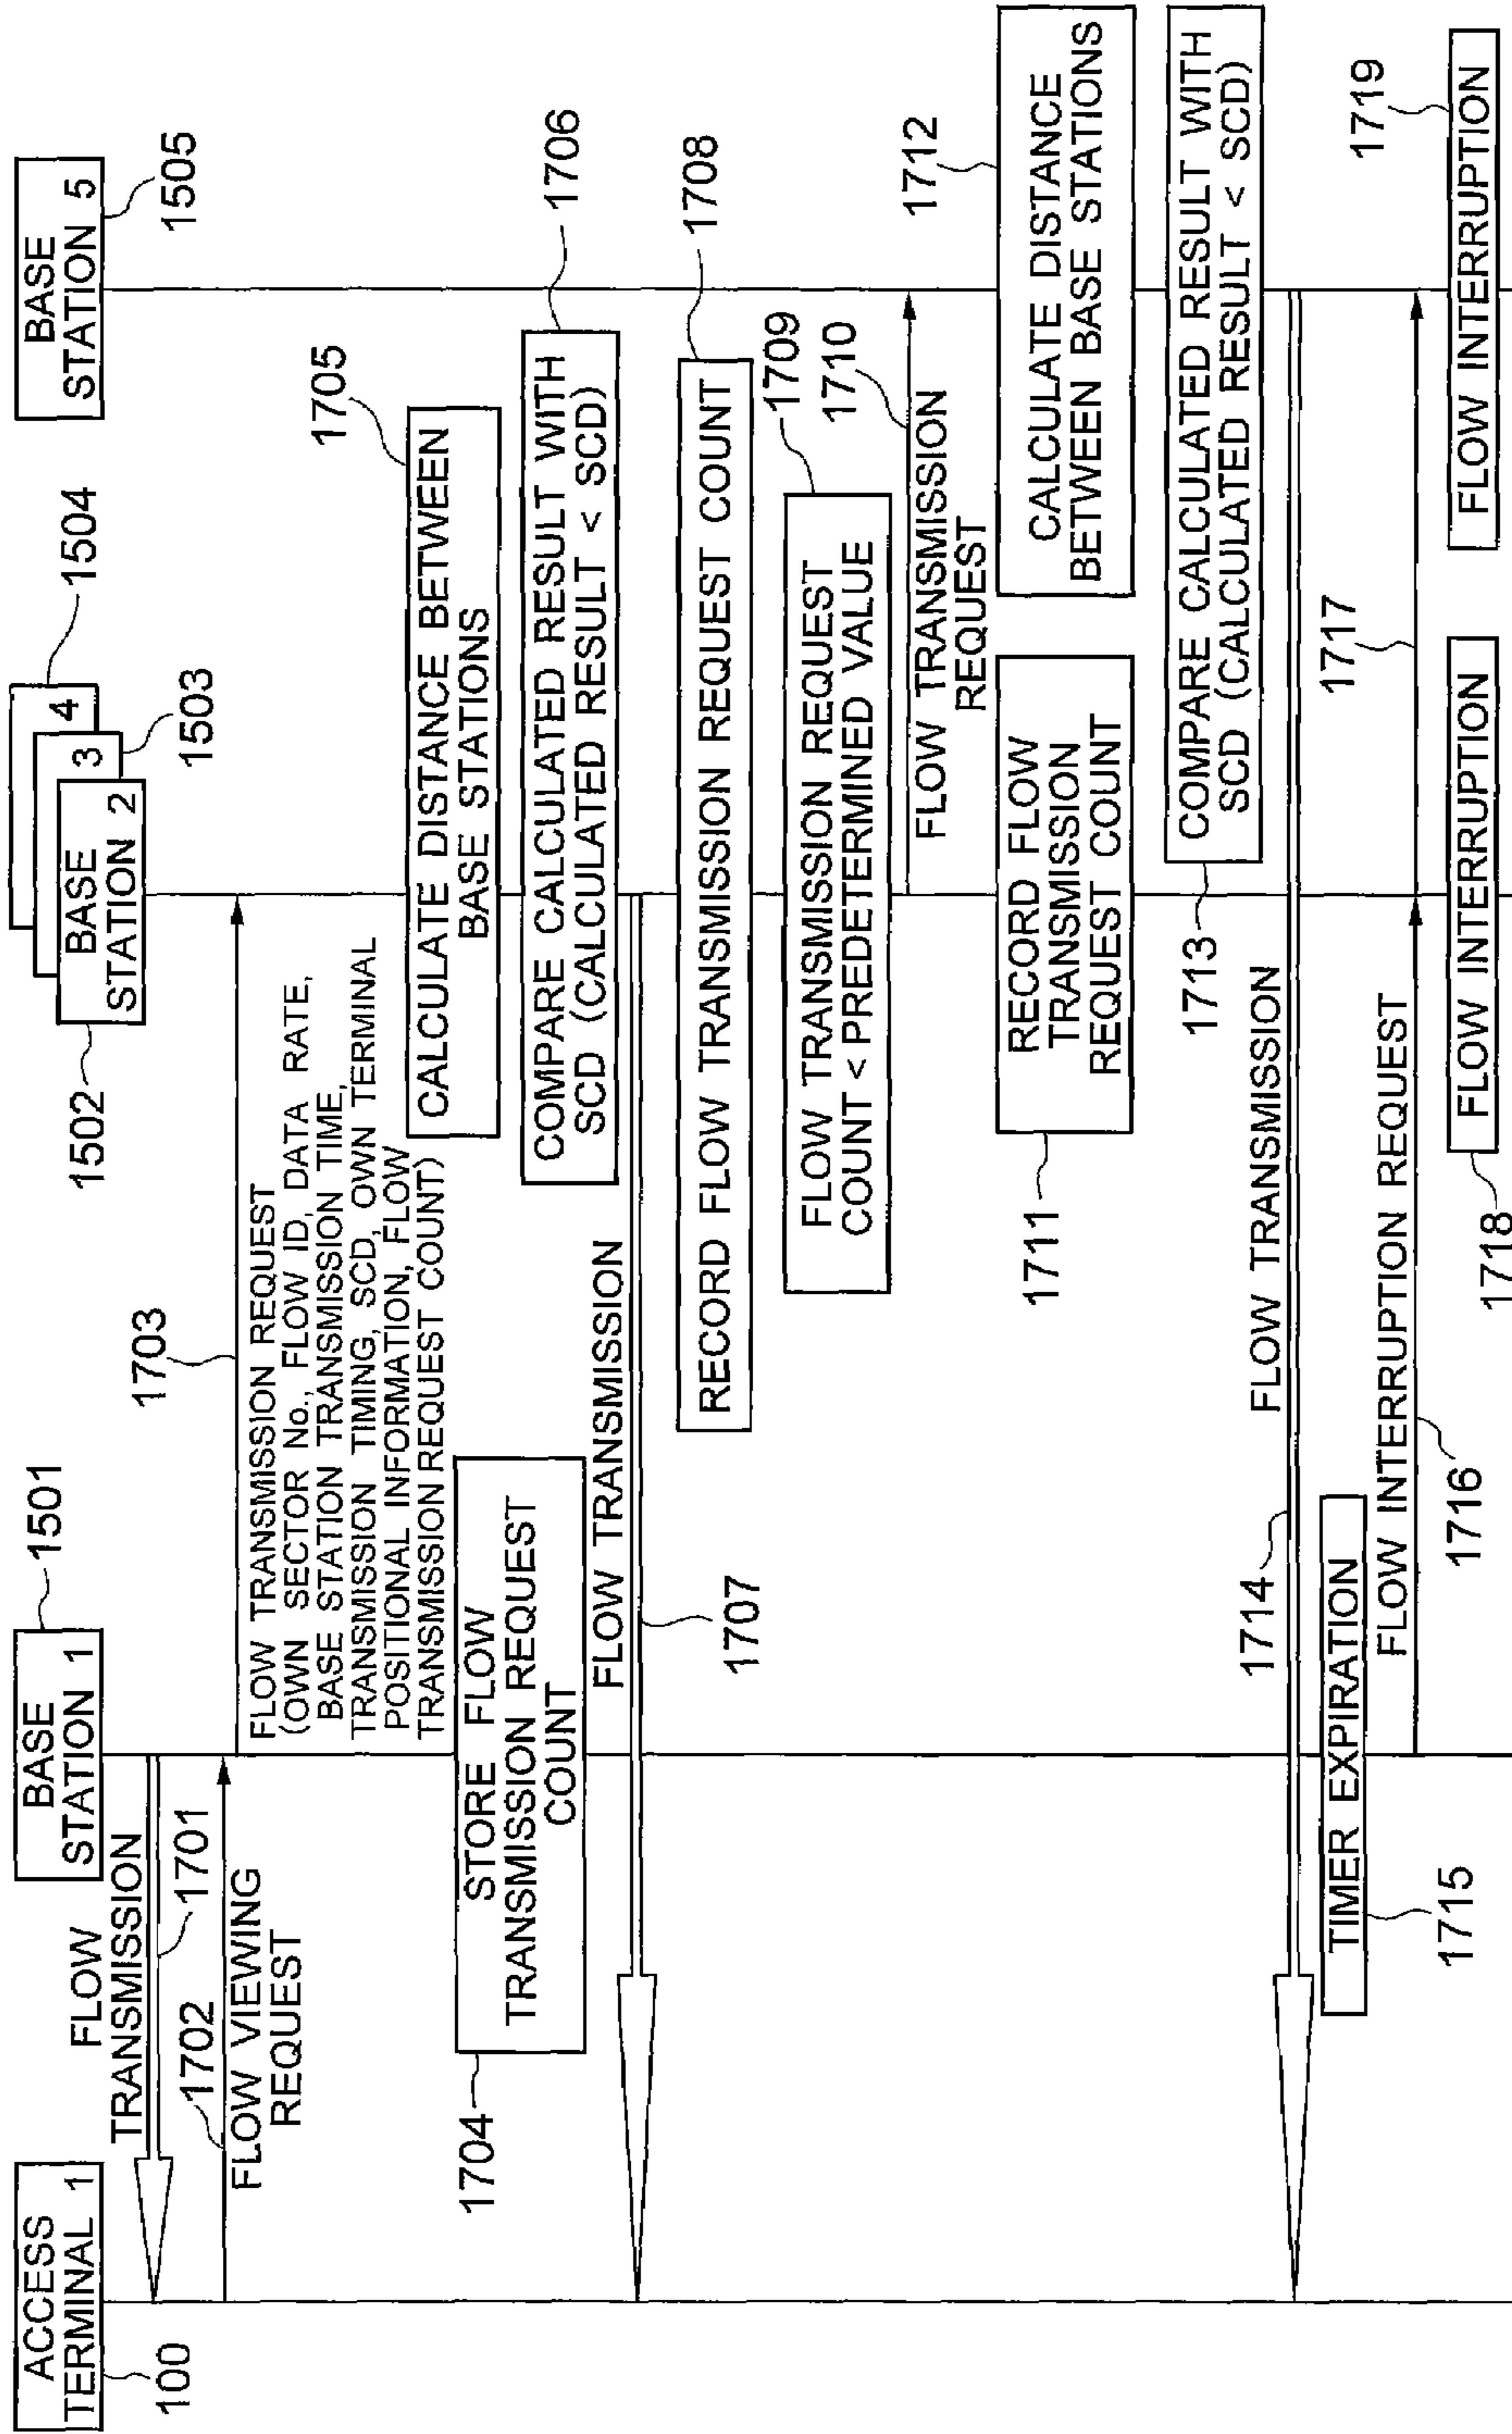 ACCESS
TERMINAL 1
100
BASE
STATION 1
1501
BASE
STATION 2
3
4
1502
1503
1504
BASE
STATION 5
1505
FLOW
TRANSMISSION
1701
1702
FLOW VIEWING
REQUEST
1703
FLOW TRANSMISSION REQUEST
(OWN SECTOR No., FLOW ID, DATA RATE,
BASE STATION TRANSMISSION TIME,
TRANSMISSION TIMING, SCD, OWN TERMINAL
POSITIONAL INFORMATION, FLOW
TRANSMISSION REQUEST COUNT)
STORE FLOW
TRANSMISSION REQUEST
COUNT
1704
CALCULATE DISTANCE BETWEEN
BASE STATIONS
1705
COMPARE CALCULATED RESULT WITH
SCD (CALCULATED RESULT < SCD)
1706
FLOW TRANSMISSION
1707
RECORD FLOW TRANSMISSION REQUEST COUNT
1708
FLOW TRANSMISSION REQUEST
COUNT < PREDETERMINED VALUE
1709
1710
FLOW TRANSMISSION
REQUEST
RECORD FLOW
TRANSMISSION
REQUEST COUNT
1711
CALCULATE DISTANCE
BETWEEN BASE STATIONS
1712
COMPARE CALCULATED RESULT WITH
SCD (CALCULATED RESULT < SCD)
1713
FLOW TRANSMISSION
1714
TIMER EXPIRATION
1715
FLOW INTERRUPTION REQUEST
1716
1717
FLOW INTERRUPTION
1718
FLOW INTERRUPTION
1719